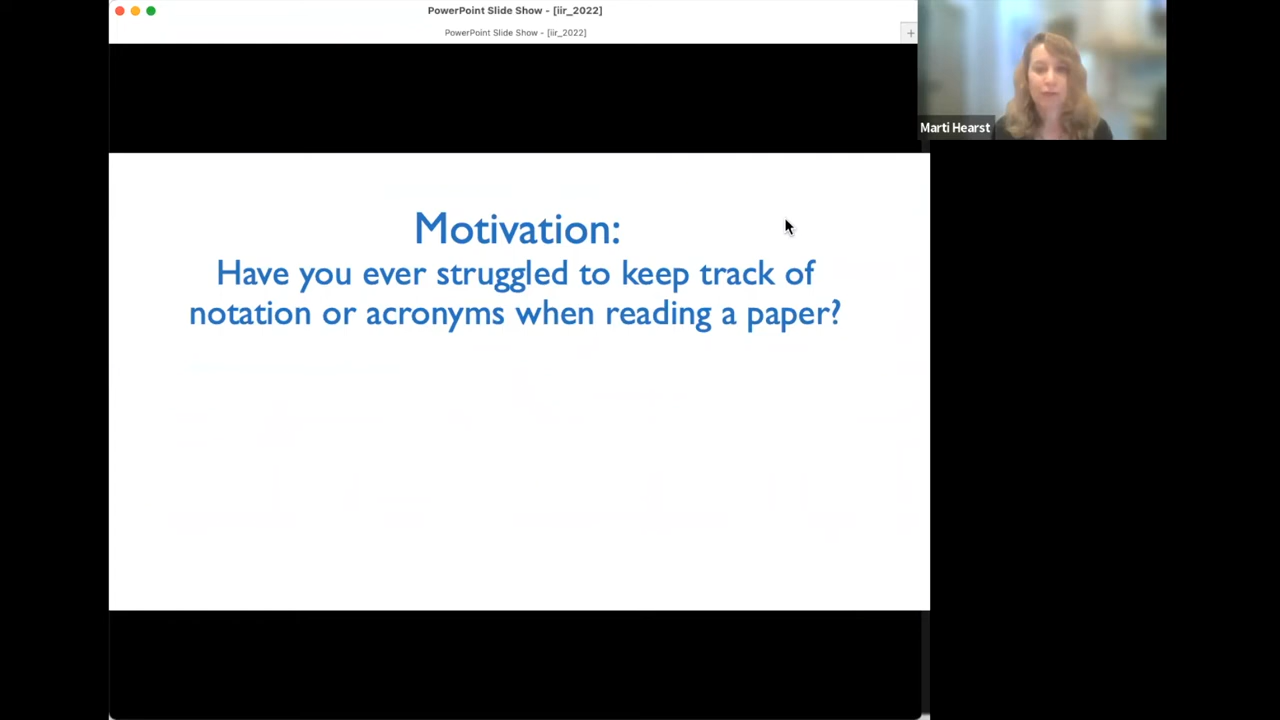 PowerPoint Slide Show - [iir_2022]
PowerPoint Slide Show - [iir_2022]
+
Marti Hearst
Motivation:
Have you ever struggled to keep track of
notation or acronyms when reading a paper?